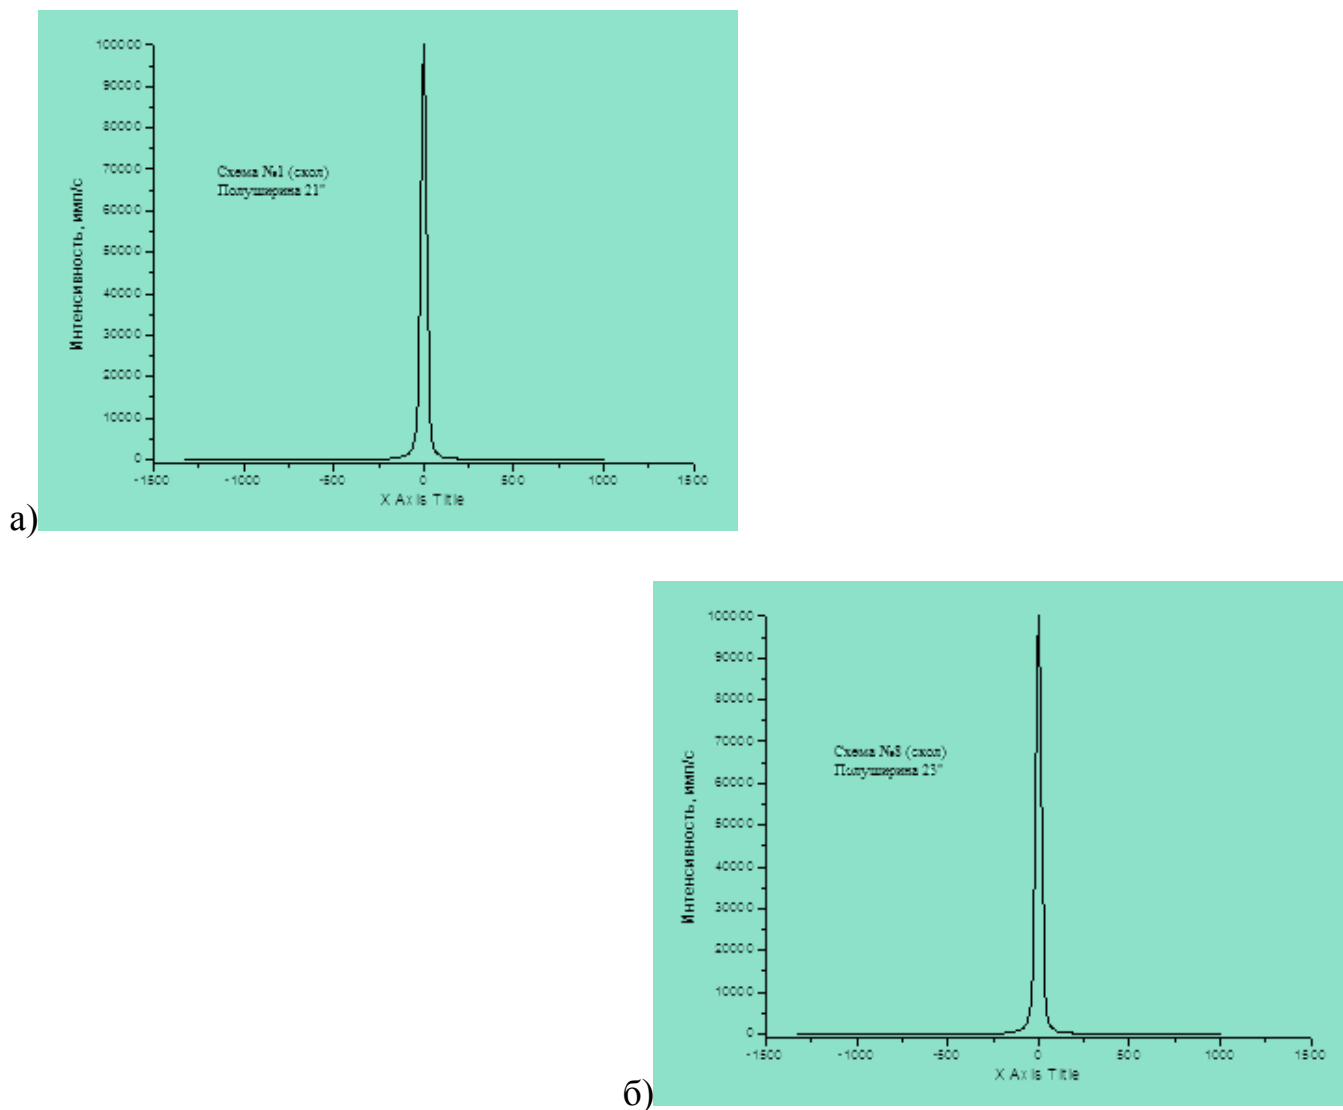 100000
90000
80000
70000
60000
50000
40000
30000
20000
10000
0
Интенсивность, имп/с
Схема №1 (скол)
Полуширина 21"
-1500 -1000 -500 0 500 1000 1500
X Axis Title
а)
100000
90000
80000
70000
60000
50000
40000
30000
20000
10000
0
Интенсивность, имп/с
Схема №8 (скол)
Полуширина 23"
-1500 -1000 -500 0 500 1000 1500
X Axis Title
б)